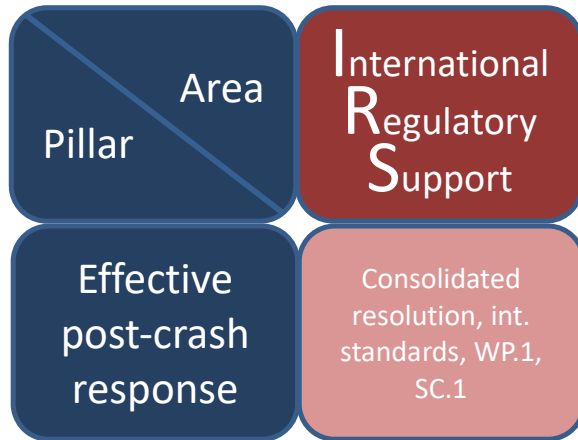 Area
Pillar
International
Regulatory
Support
Effective
post-crash
response
Consolidated
resolution, int.
standards, WP.1,
SC.1